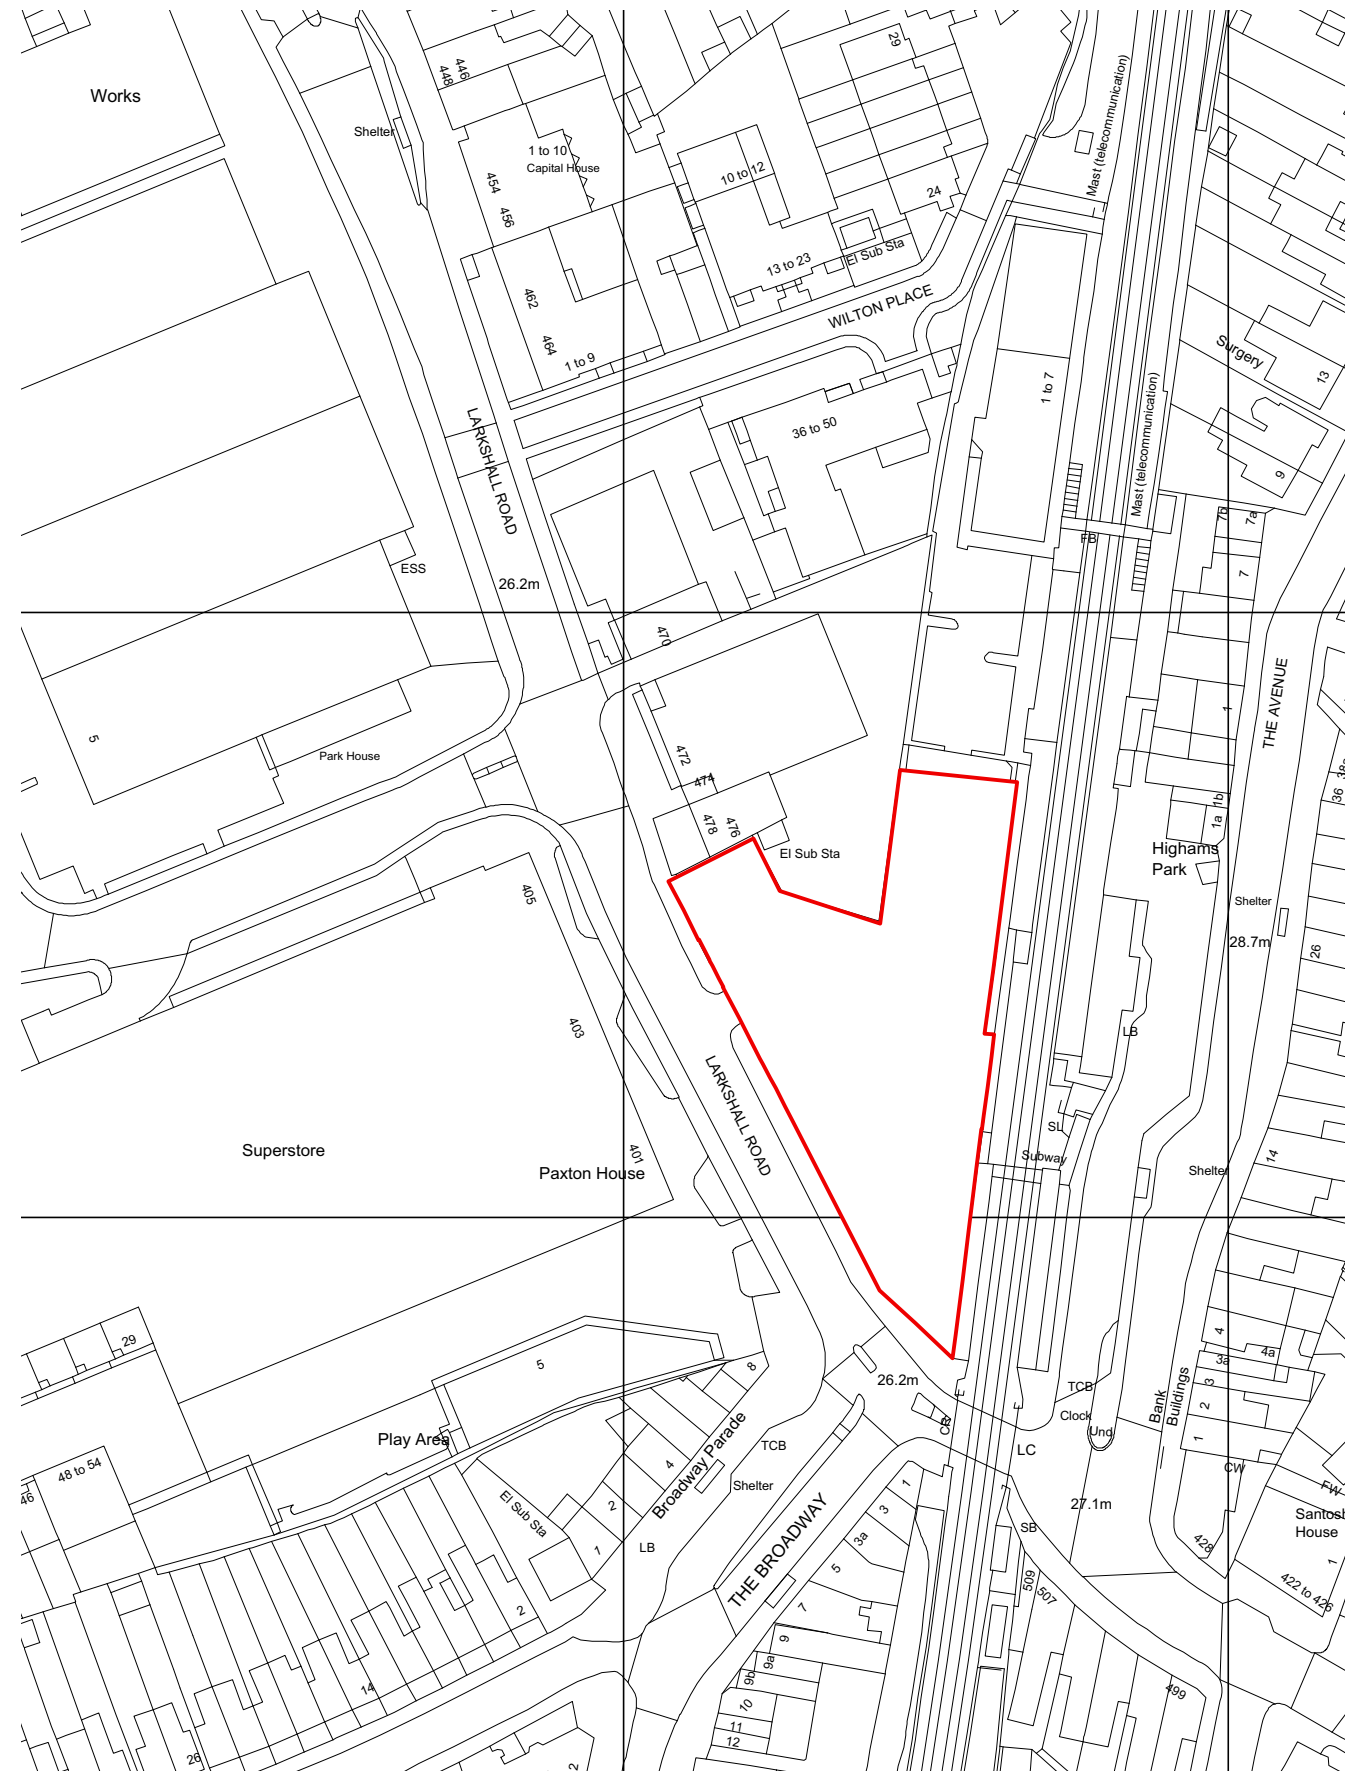 Works
Shelter
448
446
29
1 to 10
Capital House
454
456
10 to 12
24
Mast (telecommunication)
13 to 23
El Sub Sta
462
464
1 to 9
WILTON PLACE
Surgery
13
1 to 7
36 to 50
Mast (telecommunication)
LARKSHALL ROAD
9
7b
7a
7
FB
ESS
26.2m
470
THE AVENUE
1
5
Park House
472
474
38a
36
1b
1a
478
476
El Sub Sta
Highams
Park
405
Shelter
28.7m
26
403
LB
LARKSHALL ROAD
SL
Subway
14
Superstore
401
Paxton House
Shelter
29
5
8
4
4a
3a
3
2
1
26.2m
TCB
Clock
Und
Bank
Buildings
CR
LC
Play Area
TCB
Broadway Parade
4
Shelter
48 to 54
46
El Sub Sta
2
1
LB
THE BROADWAY
1
3
3a
5
7
27.1m
SB
CW
FW
House
428
1
422 to 426
509
507
2
9
9a
9b
10
11
12
14
26
499
2